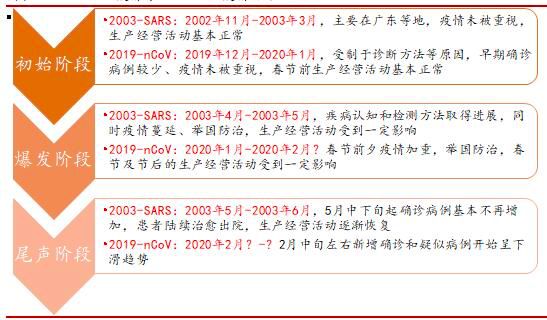 初始阶段
•2003-SARS：2002年11月-2003年3月，主要在广东等地，疫情未被重视，
生产经营活动基本正常
•2019-nCoV：2019年12月-2020年1月，受制于诊断方法等原因，早期确诊
病例较少、疫情未被重视，春节前生产经营活动基本正常
爆发阶段
•2003-SARS：2003年4月-2003年5月，疾病认知和检测方法取得进展，同
时疫情蔓延、举国防治，生产经营活动受到一定影响
•2019-nCoV：2020年1月-2020年2月？春节前夕疫情加重，举国防治，春
节及节后的生产经营活动受到一定影响
尾声阶段
•2003-SARS：2003年5月-2003年6月，5月中下旬起确诊病例基本不再增
加，患者陆续治愈出院，生产经营活动逐渐恢复
•2019-nCoV：2020年2月？-？2月中旬左右新增确诊和疑似病例开始呈下
滑趋势